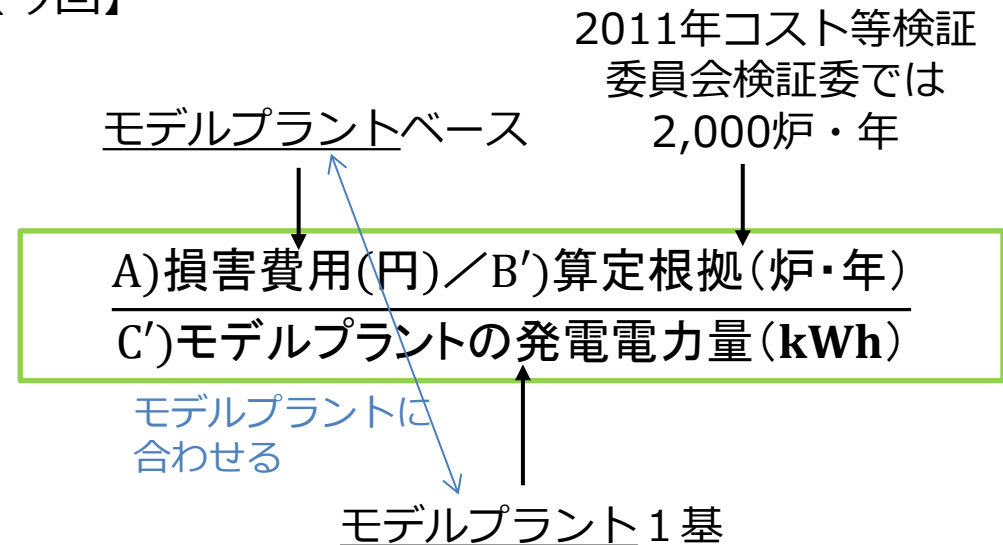 今回】
2011年コスト等検証
委員会検証委では
2,000炉・年
モデルプラントベース
A)損害費用(円)／B′)算定根拠(炉・年)
C′)モデルプラントの発電電力量(kWh)
モデルプラントに
合わせる
モデルプラント１基